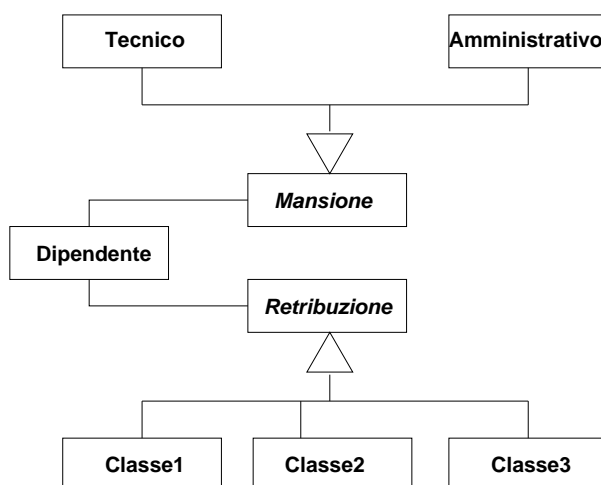 Tecnico
Amministrativo
Mansione
Dipendente
Retribuzione
Classe1
Classe2
Classe3